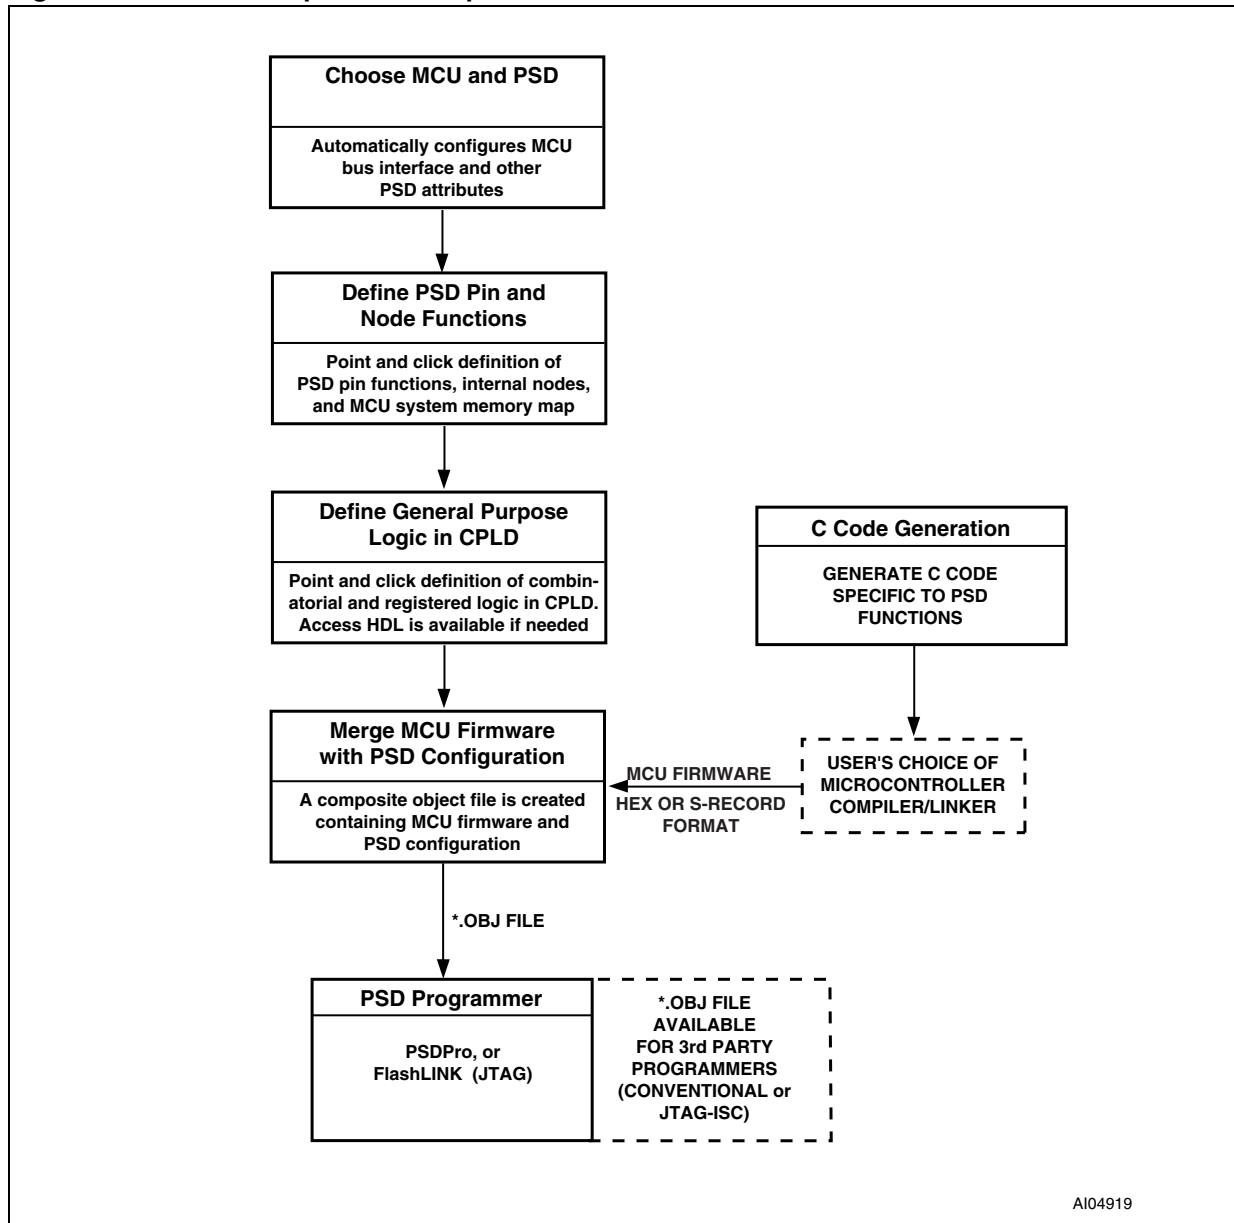 Choose MCU and PSD
Automatically configures MCU
bus interface and other
PSD attributes
Define PSD Pin and
Node Functions
Point and click definition of
PSD pin functions, internal nodes,
and MCU system memory map
Define General Purpose
Logic in CPLD
Point and click definition of combin-
atorial and registered logic in CPLD.
Access HDL is available if needed
C Code Generation
GENERATE C CODE
SPECIFIC TO PSD
FUNCTIONS
Merge MCU Firmware
with PSD Configuration
A composite object file is created
containing MCU firmware and
PSD configuration
MCU FIRMWARE
HEX OR S-RECORD
FORMAT
USER'S CHOICE OF
MICROCONTROLLER
COMPILER/LINKER
*.OBJ FILE
PSD Programmer
PSDPro, or
FlashLINK (JTAG)
*.OBJ FILE
AVAILABLE
FOR 3rd PARTY
PROGRAMMERS
(CONVENTIONAL or
JTAG-ISC)
AI04919